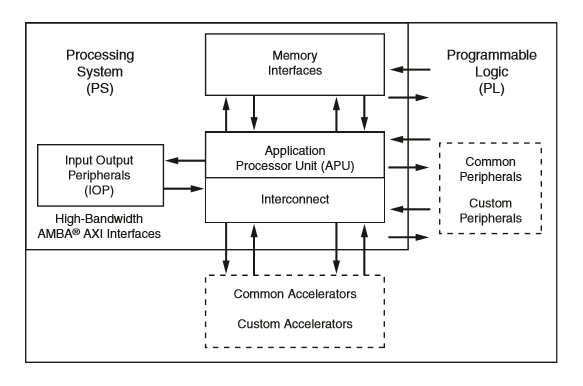 Processing
System
(PS)
Memory
Interfaces
Programmable
Logic
(PL)
Input Output
Peripherals
(IOP)
Application
Processor Unit (APU)
Interconnect
Common
Peripherals
Custom
Peripherals
High-Bandwidth
AMBA® AXI Interfaces
Common Accelerators
Custom Accelerators